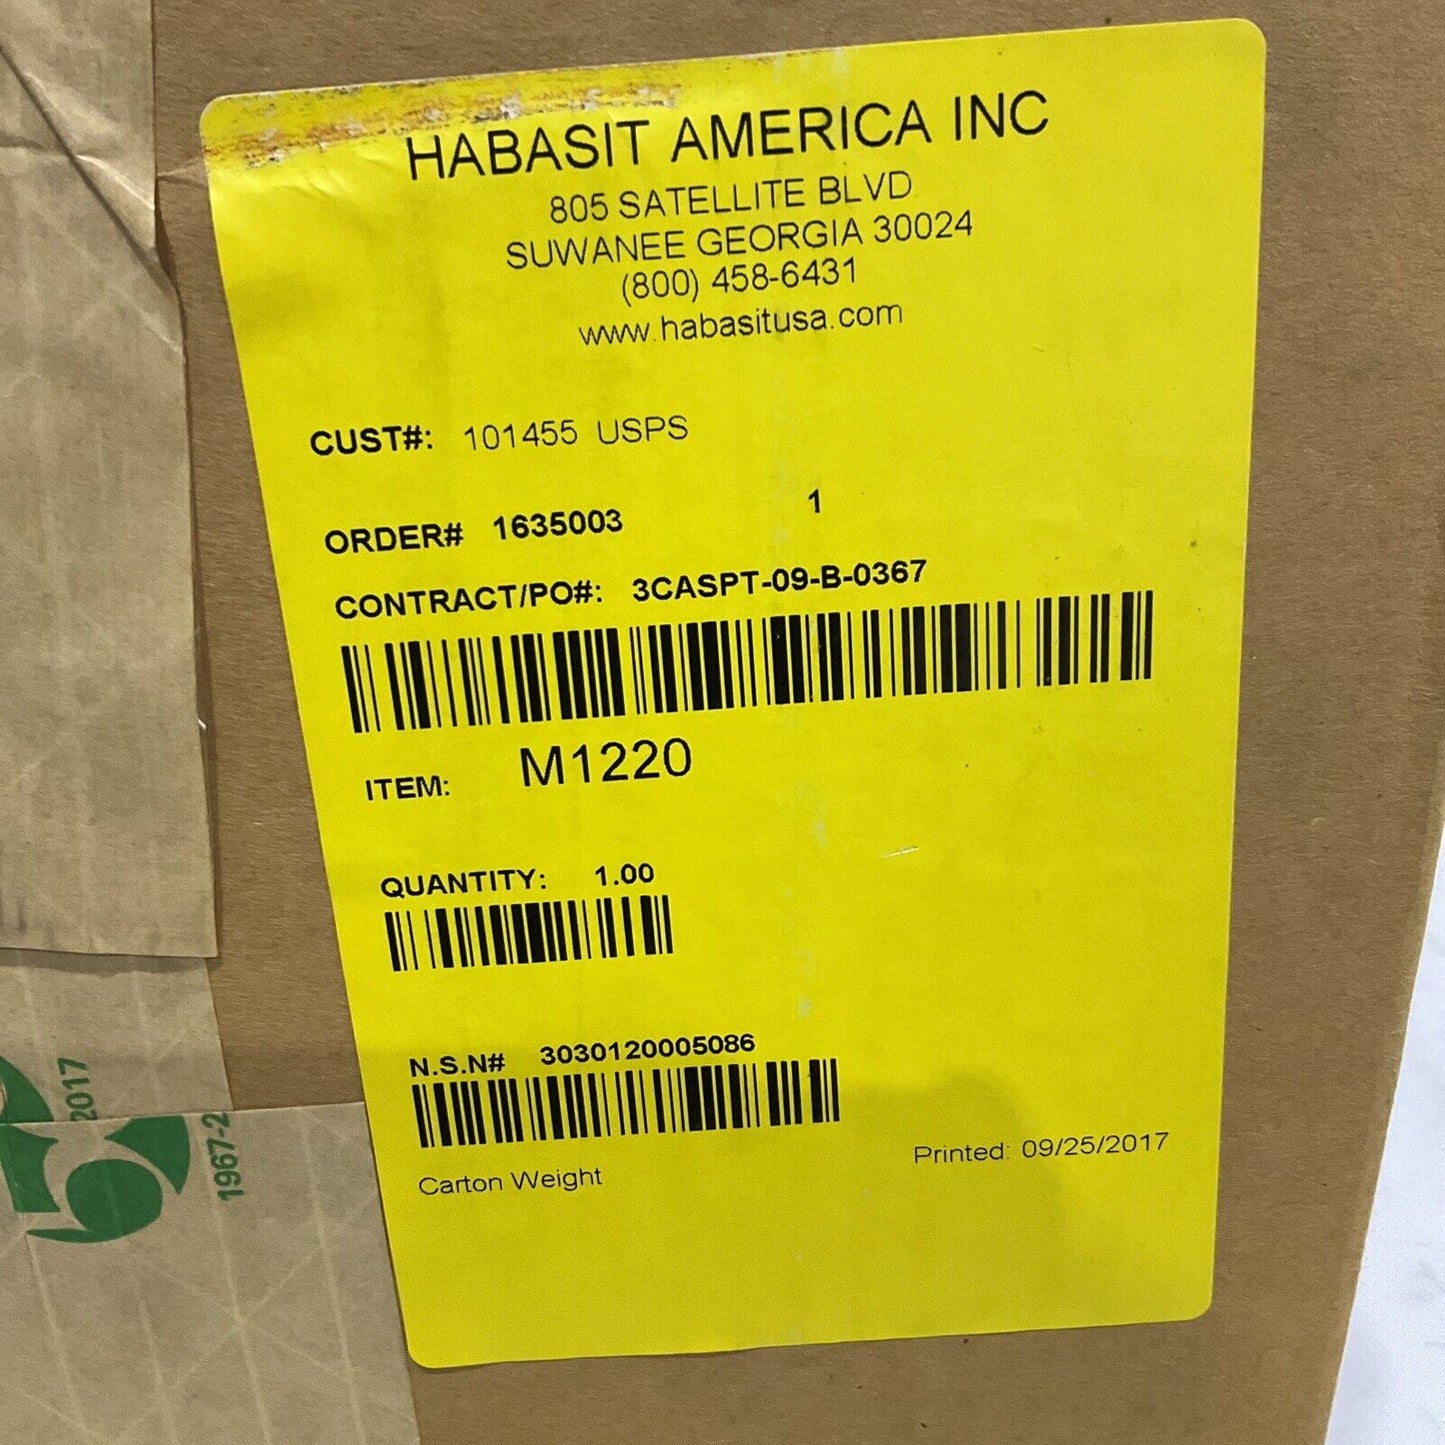 HABASIT AMERICA INC
805 SATELLITE BLVD
SUWANEE GEORGIA 30024
(800) 458-6431
www.habasitusa.com
CUST#: 101455 USPS
ORDER# 1635003 1
CONTRACT/PO#: 3CASPT-09-B-0367
ITEM: M1220
QUANTITY: 1.00
N.S.N# 3030120005086
Carton Weight
Printed: 09/25/2017
2017
1967-2